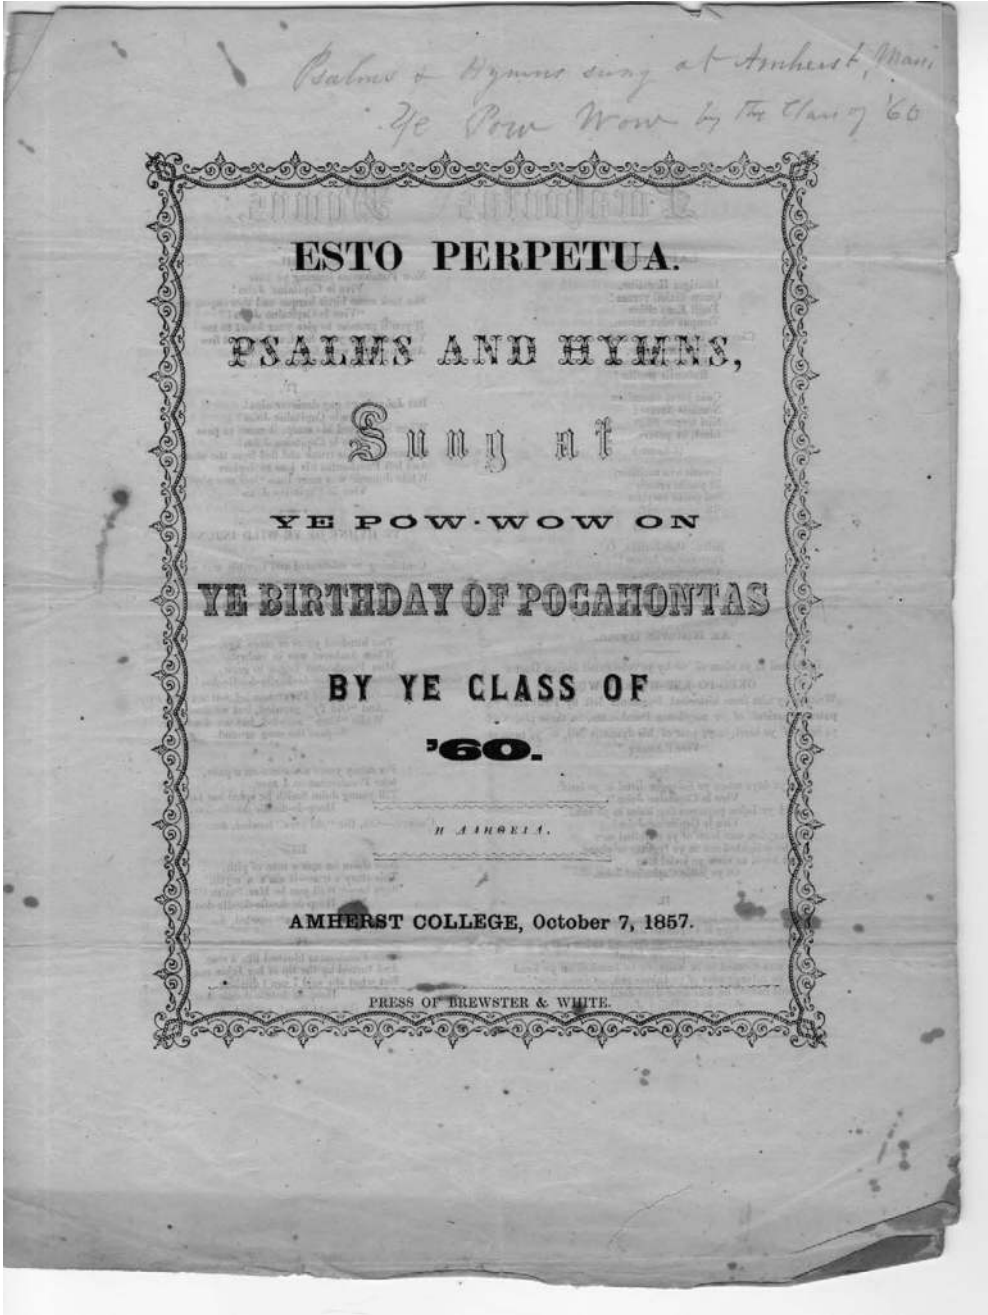 Psalms & Hymns sung at Amherst, Mass.
Ye Pow Wow by the Class of '60
ESTO PERPETUA.
PSALMS AND HYMNS,
Sung at
YE POW-WOW ON
YE BIRTHDAY OF POCAHONTAS
BY YE CLASS OF
'60.
Η ΑΛΗΘΕΙΑ.
AMHERST COLLEGE, October 7, 1857.
PRESS OF BREWSTER & WHITE.